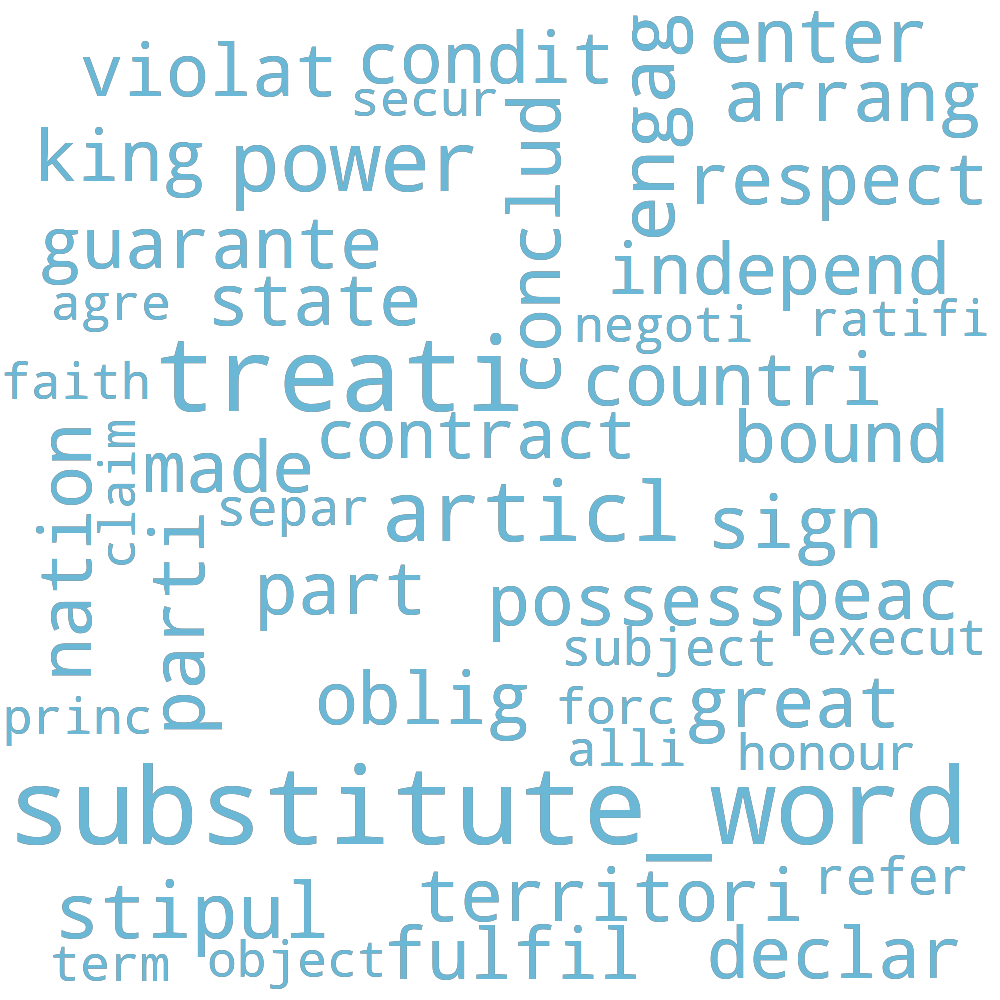 violat
condit
engag
enter
secur
arrang
king
power
conclud
respect
guarante
independ
agre
state
negoti
ratifi
faith
treati
countri
nation
claim
made
contract
bound
separ
articl
sign
parti
part
possess
peac
subject
execut
princ
oblig
forc
great
alli
honour
substitute_word
stipul
territori
refer
term
object
fulfil
declar